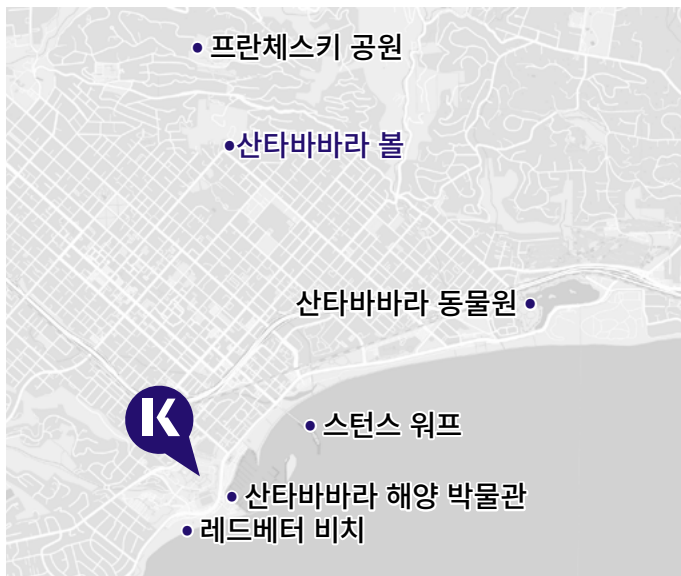 프란체스키 공원
산타바바라 볼
산타바바라 동물원
K
스턴스 워프
산타바바라 해양 박물관
레드베터 비치